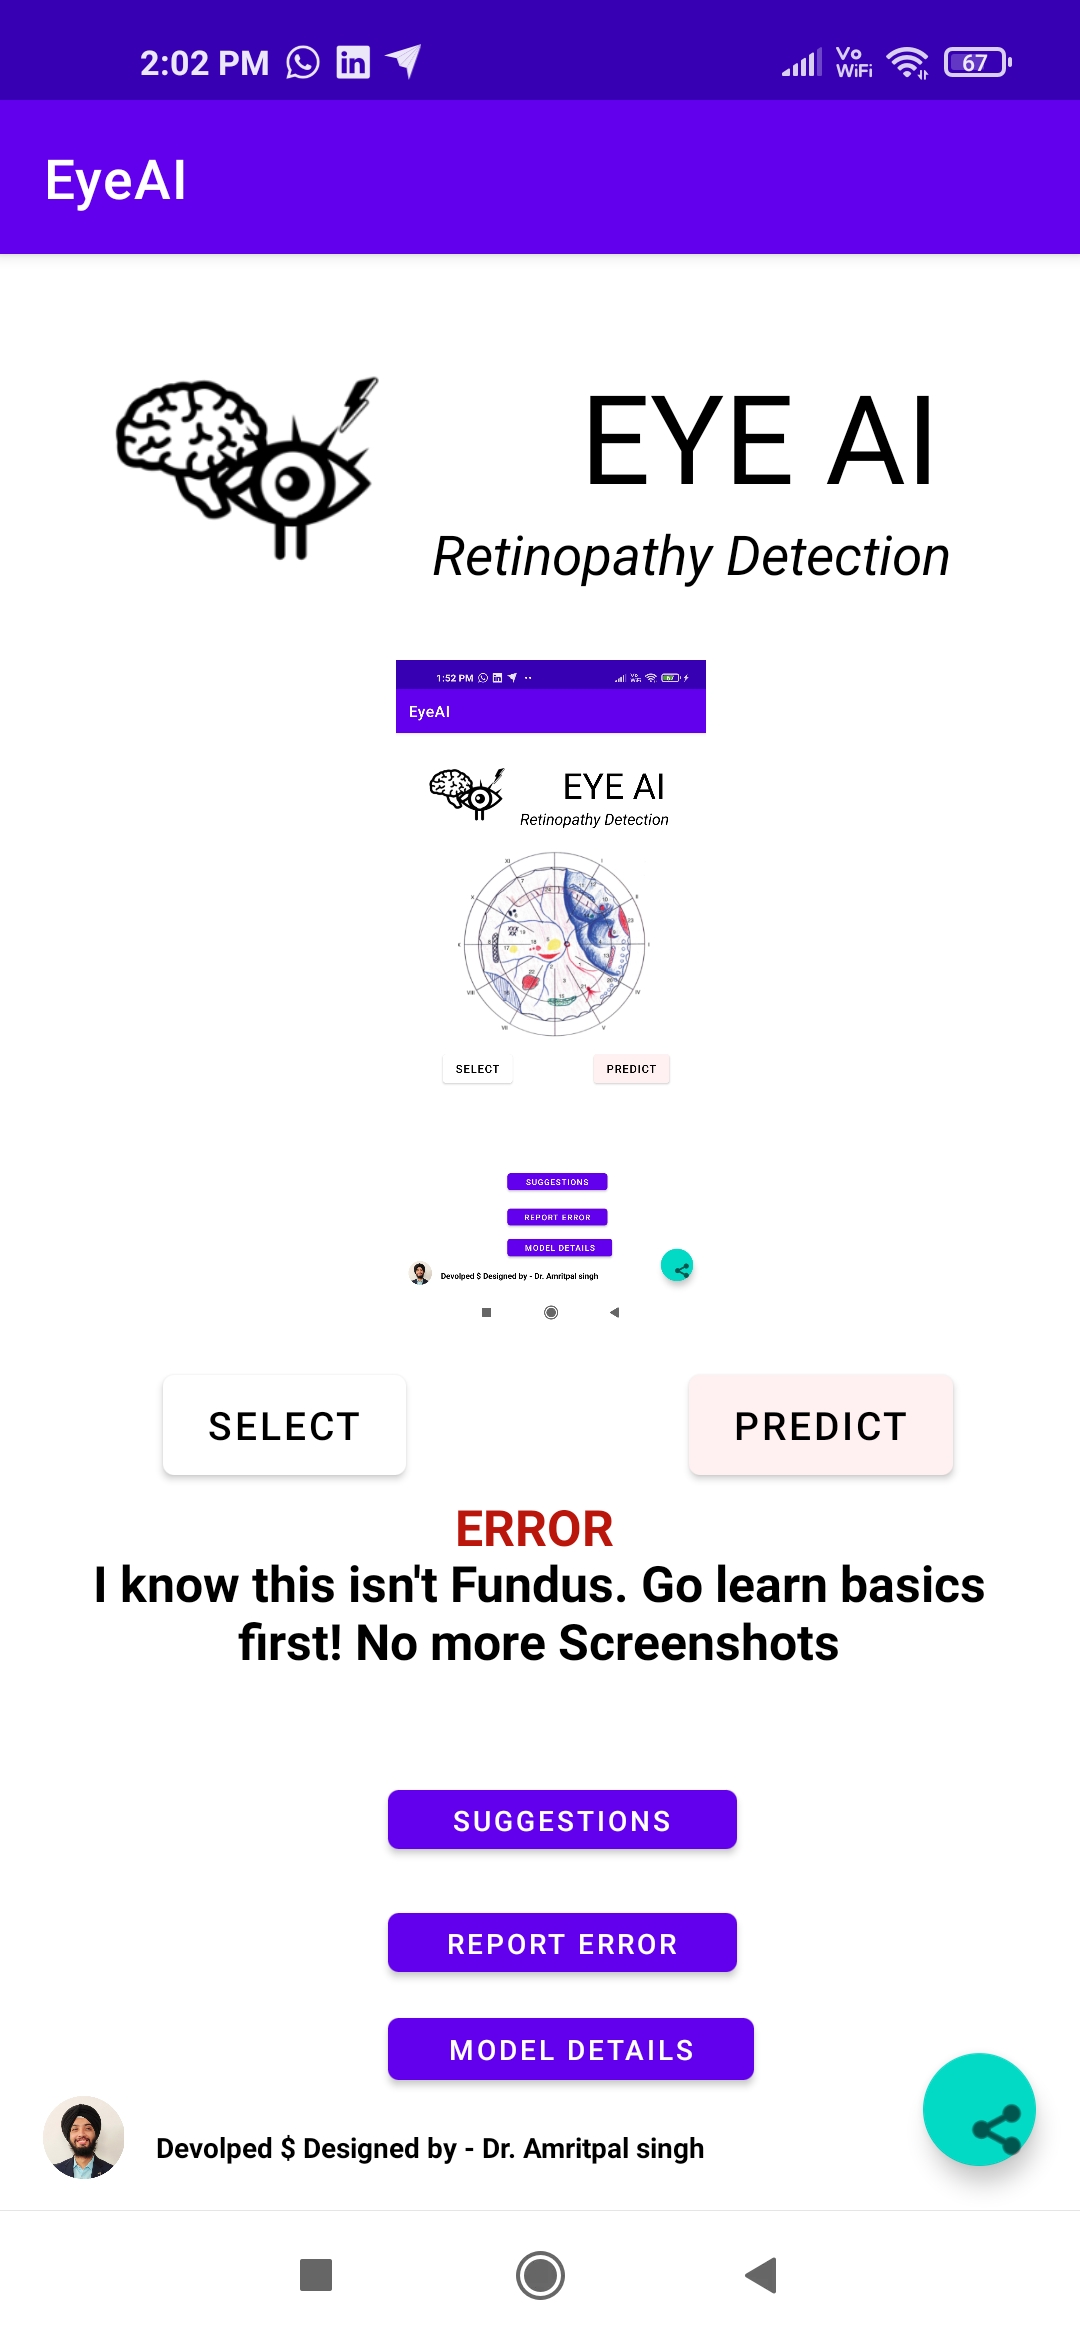 2:02 PM
Vo
WiFi
67
EyeAI
EYE AI
Retinopathy Detection
1:52 PM
EyeAI
EYE AI
Retinopathy Detection
SELECT
PREDICT
SUGGESTIONS
REPORT ERROR
MODEL DETAILS
Devolped $ Designed by - Dr. Amritpal singh
SELECT
PREDICT
ERROR
I know this isn't Fundus. Go learn basics
first! No more Screenshots
SUGGESTIONS
REPORT ERROR
MODEL DETAILS
Devolped $ Designed by - Dr. Amritpal singh